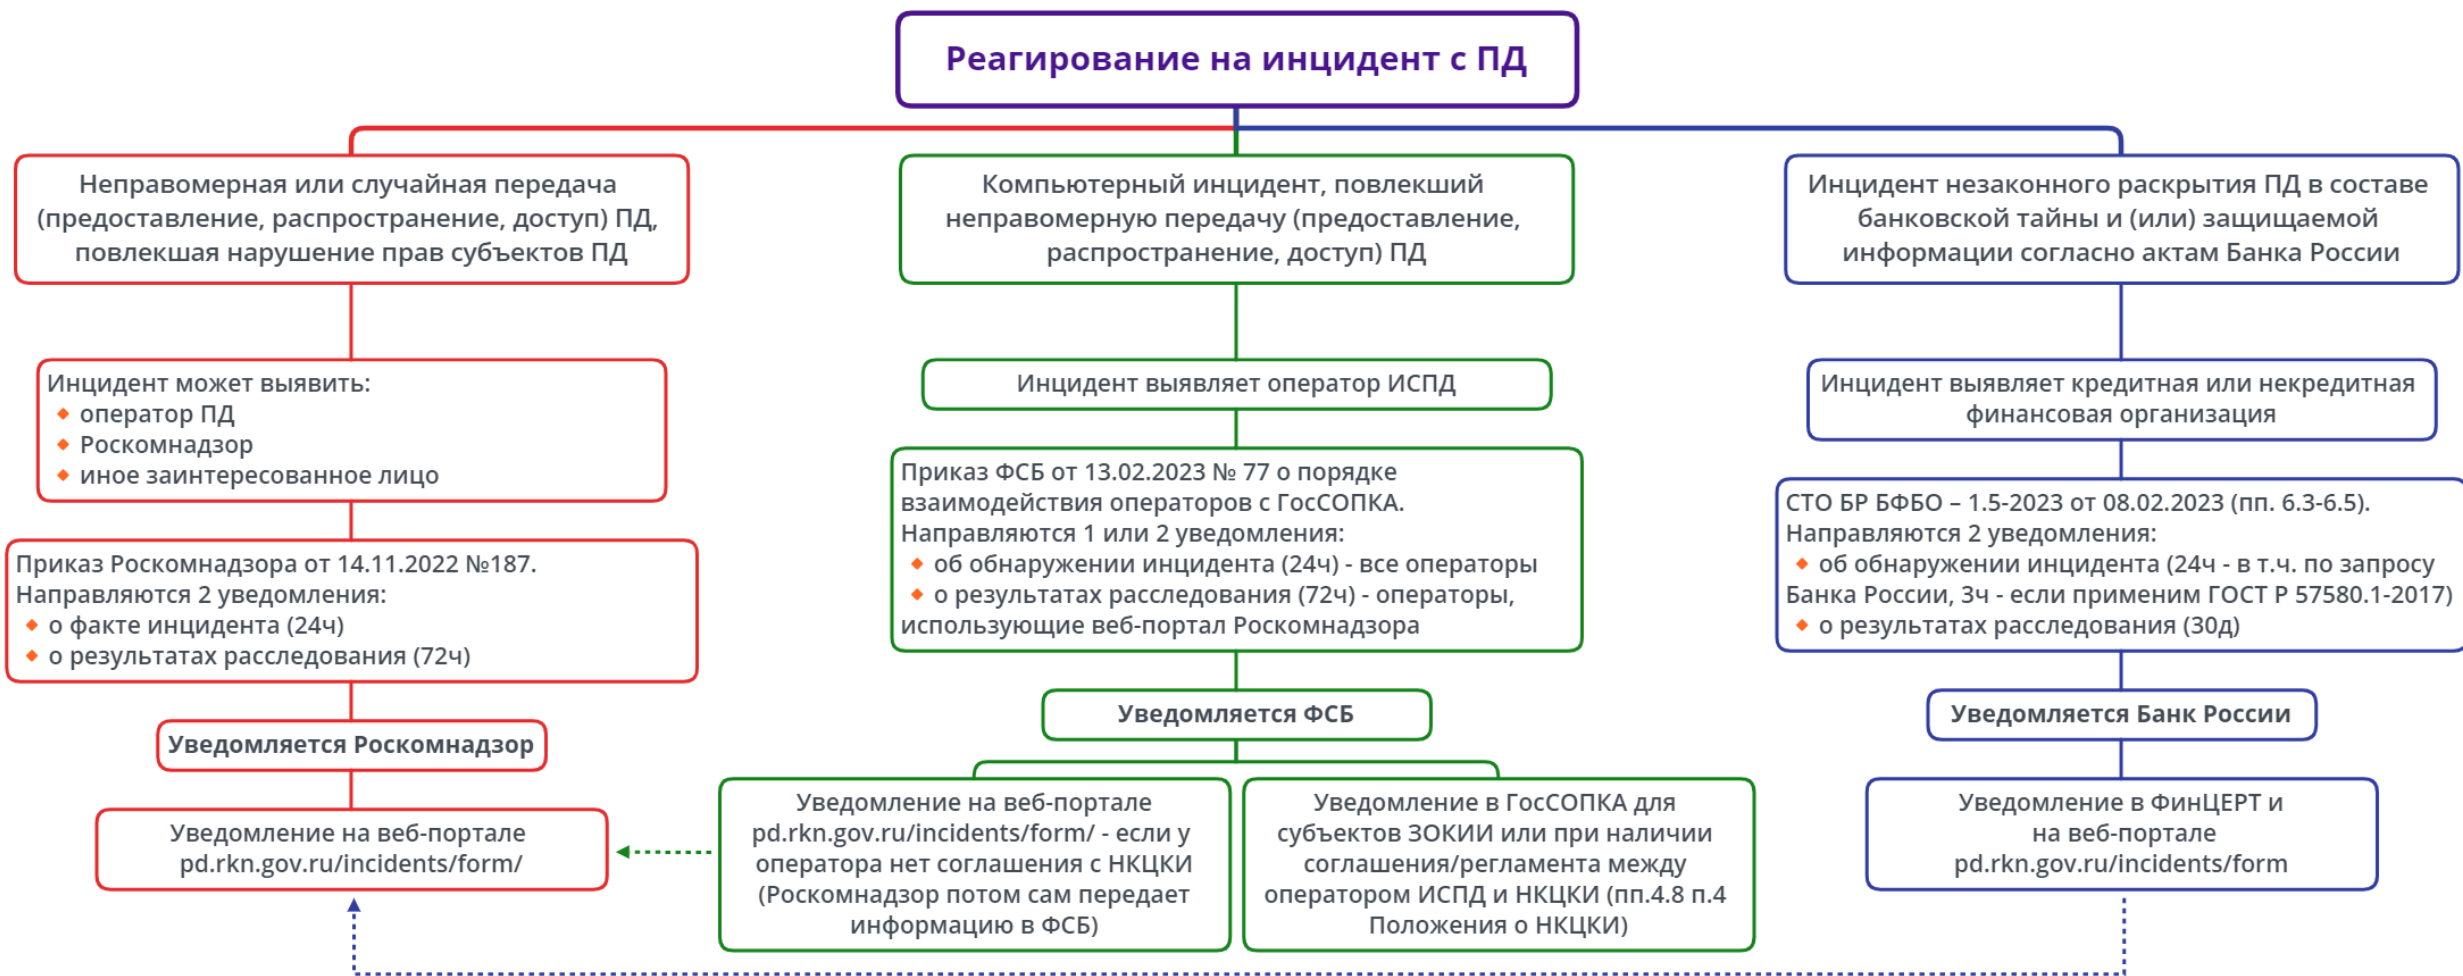 Реагирование на инцидент с ПД
Неправомерная или случайная передача
(предоставление, распространение, доступ) ПД,
повлекшая нарушение прав субъектов ПД
Инцидент может выявить:
оператор ПД
Роскомнадзор
иное заинтересованное лицо
Приказ Роскомнадзора от 14.11.2022 №187.
Направляются 2 уведомления:
о факте инцидента (24ч)
о результатах расследования (72ч)
Уведомляется Роскомнадзор
Уведомление на веб-портале
pd.rkn.gov.ru/incidents/form/
Компьютерный инцидент, повлекший
неправомерную передачу (предоставление,
распространение, доступ) ПД
Инцидент выявляет оператор ИСПД
Приказ ФСБ от 13.02.2023 № 77 о порядке
взаимодействия операторов с ГосСОПКА.
Направляются 1 или 2 уведомления:
об обнаружении инцидента (24ч) - все операторы
о результатах расследования (72ч) - операторы,
использующие веб-портал Роскомнадзора
Уведомляется ФСБ
Уведомление на веб-портале
pd.rkn.gov.ru/incidents/form/ - если у
оператора нет соглашения с НКЦКИ
(Роскомнадзор потом сам передает
информацию в ФСБ)
Уведомление в ГосСОПКА для
субъектов ЗОКИИ или при наличии
соглашения/регламента между
оператором ИСПД и НКЦКИ (пп.4.8 п.4
Положения о НКЦКИ)
Инцидент незаконного раскрытия ПД в составе
банковской тайны и (или) защищаемой
информации согласно актам Банка России
Инцидент выявляет кредитная или некредитная
финансовая организация
СТО БР БФБО – 1.5-2023 от 08.02.2023 (пп. 6.3-6.5).
Направляются 2 уведомления:
об обнаружении инцидента (24ч - в т.ч. по запросу
Банка России, 3ч - если применим ГОСТ Р 57580.1-2017)
о результатах расследования (30д)
Уведомляется Банк России
Уведомление в ФинЦЕРТ и
на веб-портале
pd.rkn.gov.ru/incidents/form